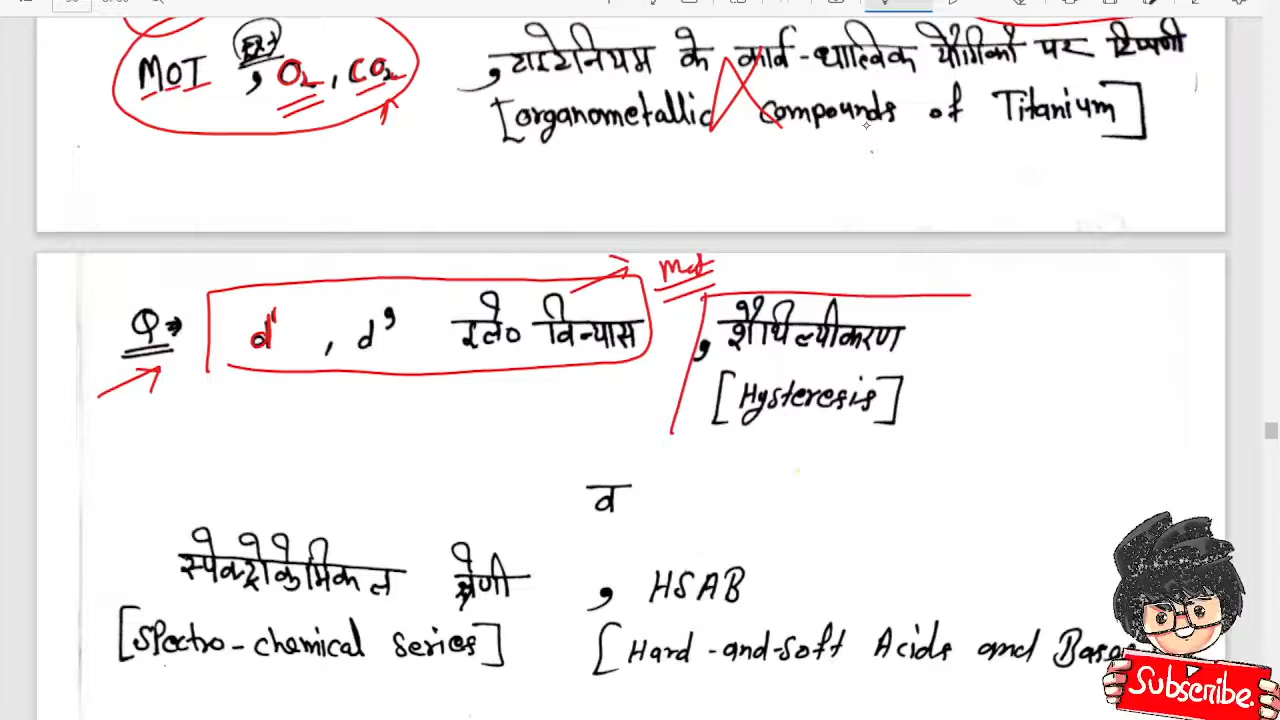 MOT Ex→, O2, CO2
, टाइटेनियम के कार्ब-धात्विक यौगिकों पर टिप्पणी
[organometallic compounds of Titanium]
Q⇒ d¹, d⁹ इले० विन्यास
, शैथिल्यीकरण
[Hysteresis]
व
स्पेक्ट्रोकेमिकल श्रेणी, HSAB
[Spectro-chemical series] [Hard-and-soft Acids and Bases
Subscribe.